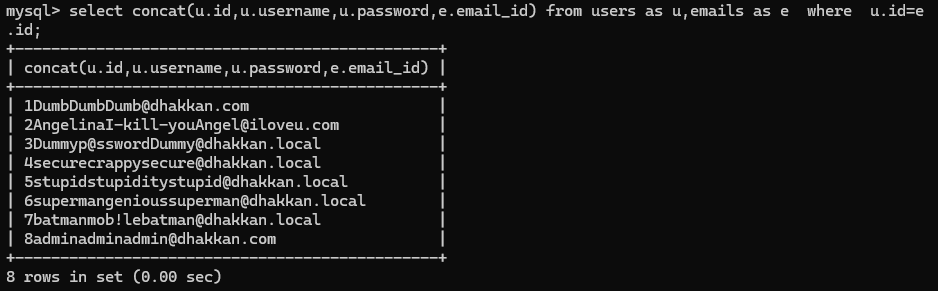 mysql> select concat(u.id,u.username,u.password,e.email_id) from users as u,emails as e  where  u.id=e
.id;
+-----------------------------------------------+
| concat(u.id,u.username,u.password,e.email_id) |
+-----------------------------------------------+
| 1DumbDumbDumb@dhakkan.com                     |
| 2AngelinaI-kill-youAngel@iloveu.com           |
| 3Dummyp@sswordDummy@dhakkan.local             |
| 4securecrappysecure@dhakkan.local             |
| 5stupidstupiditystupid@dhakkan.local          |
| 6supermangenioussuperman@dhakkan.local        |
| 7batmanmob!lebatman@dhakkan.local             |
| 8adminadminadmin@dhakkan.com                  |
+-----------------------------------------------+
8 rows in set (0.00 sec)